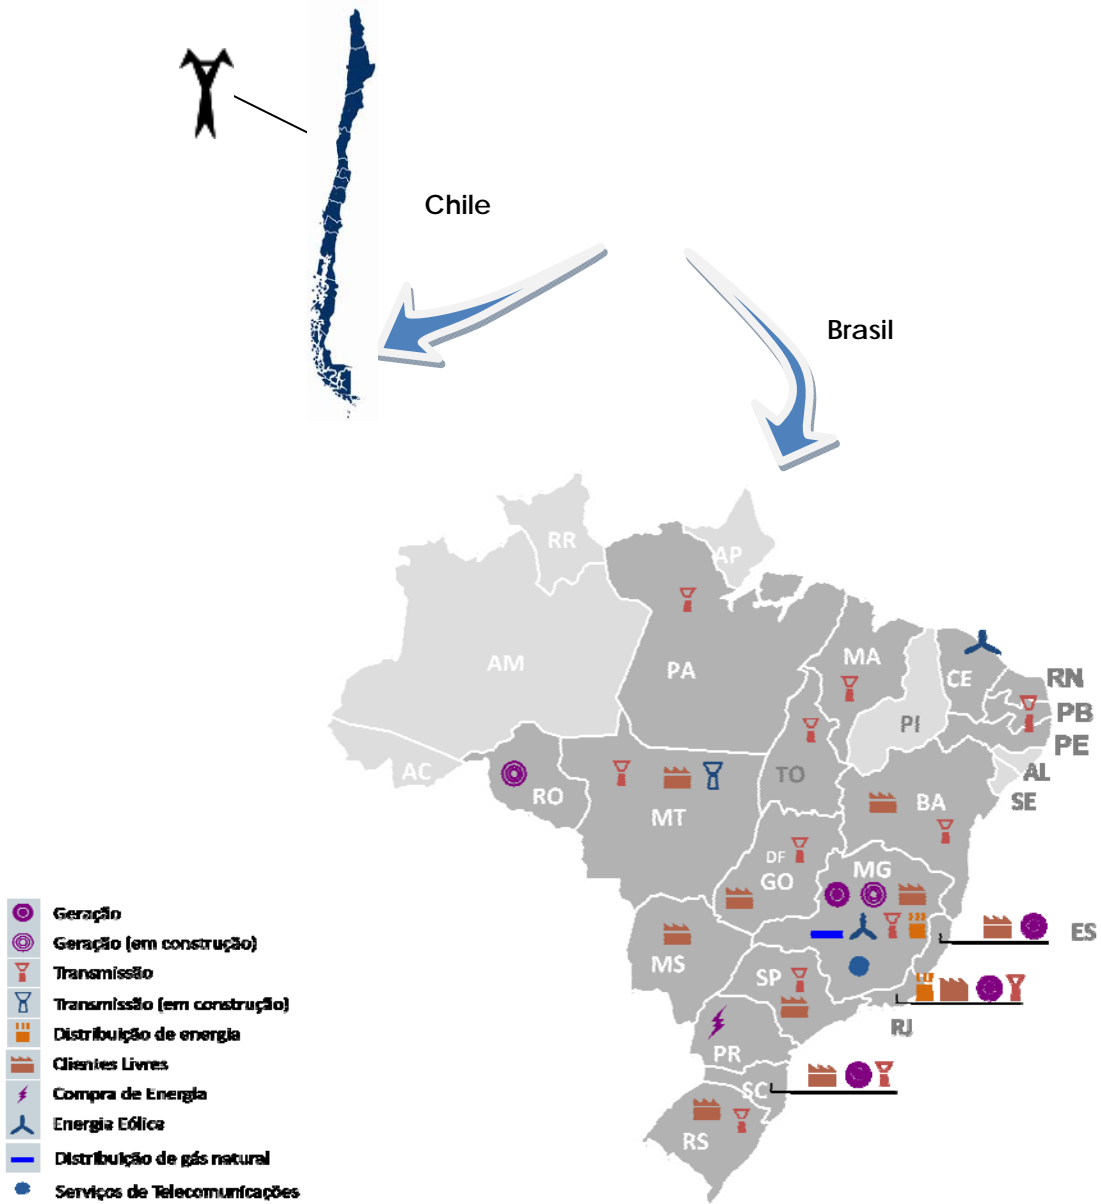 Chile
Brasil
RR
AP
AM
PA
MA
CE
RN
PB
PE
PI
AL
SE
AC
RO
TO
MT
BA
DF
GO
MG
ES
MS
SP
RJ
PR
SC
RS
Geração
Geração (em construção)
Transmissão
Transmissão (em construção)
Distribuição de energia
Clientes Livres
Compra de Energia
Energia Eólica
Distribuição de gás natural
Serviços de Telecomunicações